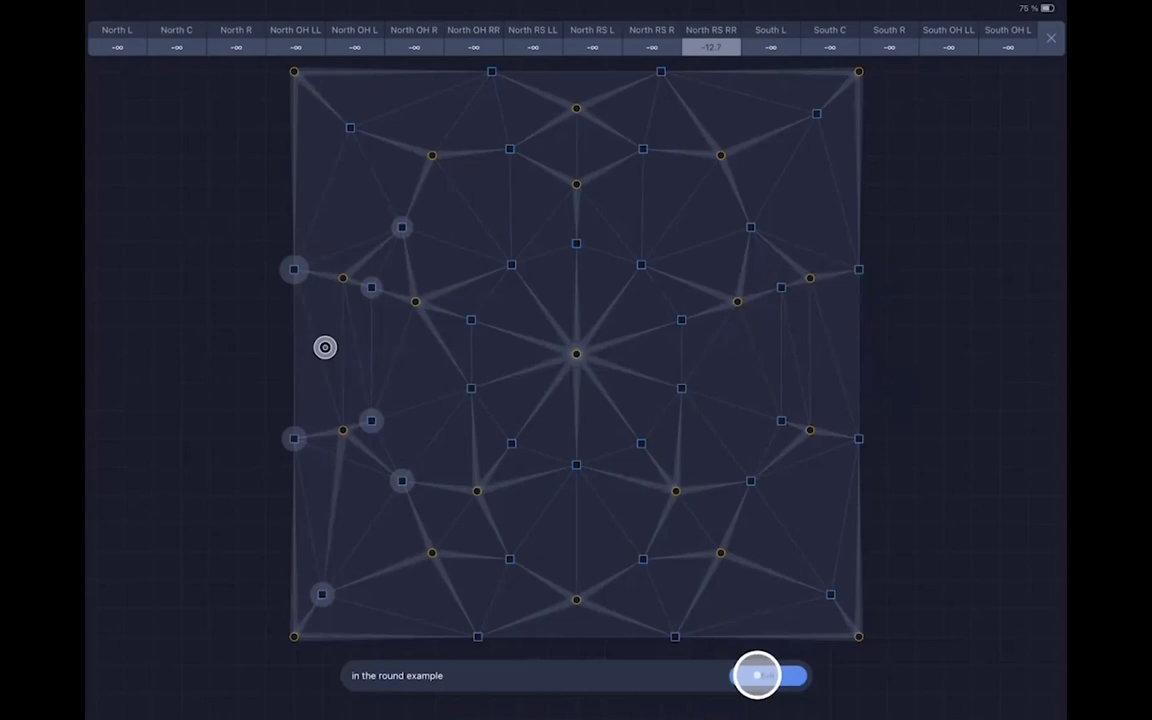 75 %
North L North C North R North OH LL North OH L North OH R North OH RR North RS LL North RS L North RS R North RS RR South L South C South R South OH LL South OH L
-∞ -∞ -∞ -∞ -∞ -∞ -∞ -∞ -∞ -∞ -12.7 -∞ -∞ -∞ -∞ -∞
in the round example